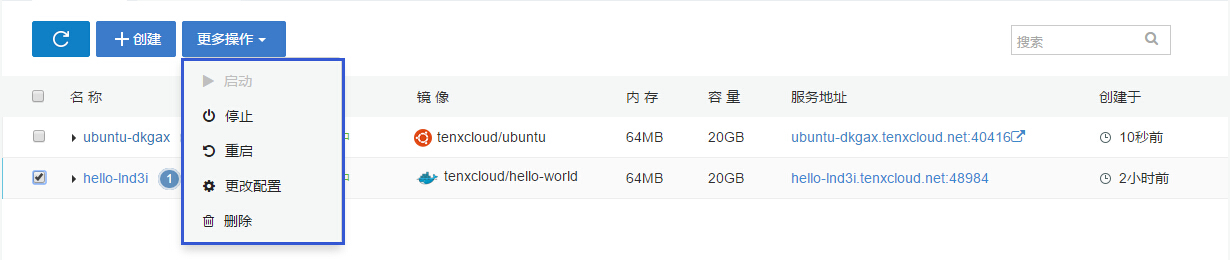 创建
更多操作
搜索
启动
停止
重启
更改配置
删除
名 称
镜 像
内 存
容 量
服务地址
创建于
ubuntu-dkgax
tenxcloud/ubuntu
64MB
20GB
ubuntu-dkgax.tenxcloud.net:40416
10秒前
hello-lnd3i
1
tenxcloud/hello-world
64MB
20GB
hello-lnd3i.tenxcloud.net:48984
2小时前